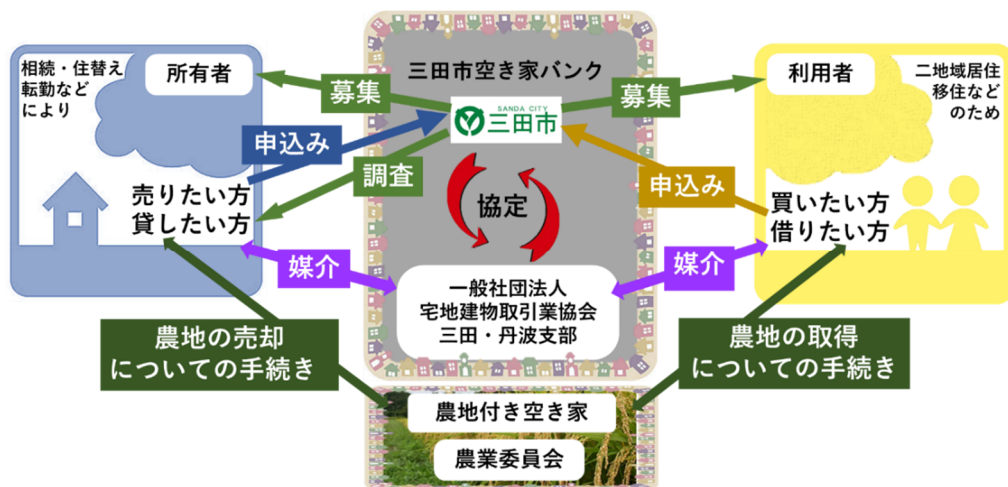 相続・住替え
転勤など
により
所有者
売りたい方
貸したい方
募集
申込み
調査
媒介
三田市空き家バンク
SANDA CITY
三田市
協定
一般社団法人
宅地建物取引業協会
三田・丹波支部
募集
申込み
媒介
利用者
二地域居住
移住など
のため
買いたい方
借りたい方
農地の売却
についての手続き
農地の取得
についての手続き
農地付き空き家
農業委員会